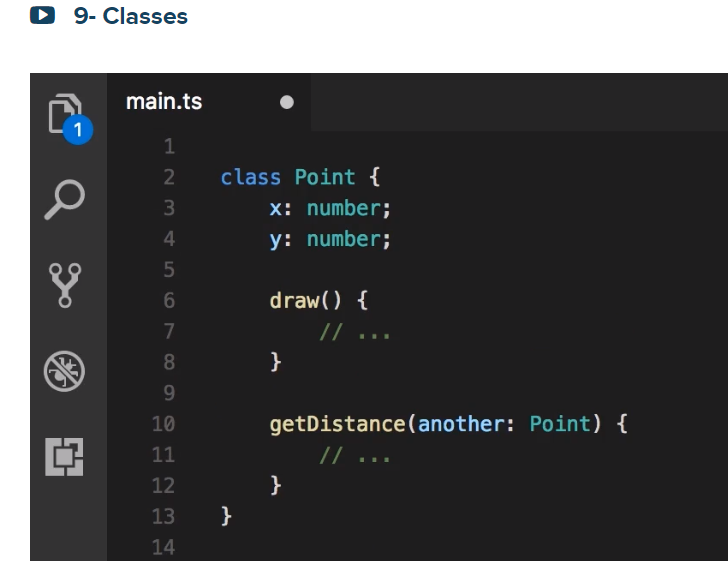 9- Classes
main.ts
1
1
2 class Point {
3     x: number;
4     y: number;
5
6     draw() {
7         // ...
8     }
9
10     getDistance(another: Point) {
11         // ...
12     }
13 }
14